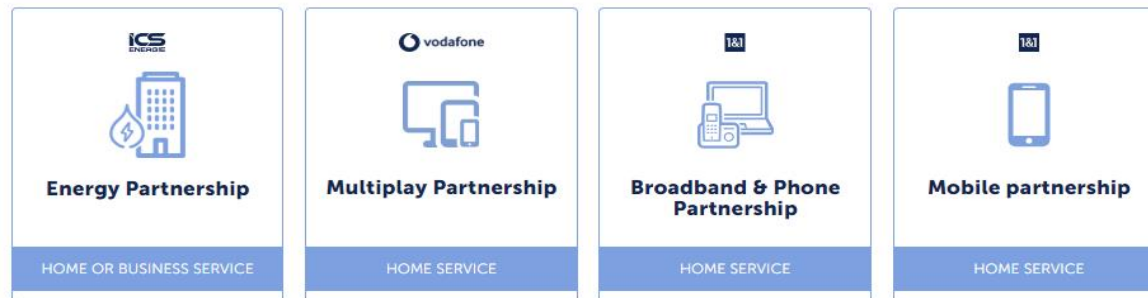 ICS
ENERGIE
Energy Partnership
HOME OR BUSINESS SERVICE
vodafone
Multiplay Partnership
HOME SERVICE
1&1
Broadband & Phone
Partnership
HOME SERVICE
1&1
Mobile partnership
HOME SERVICE